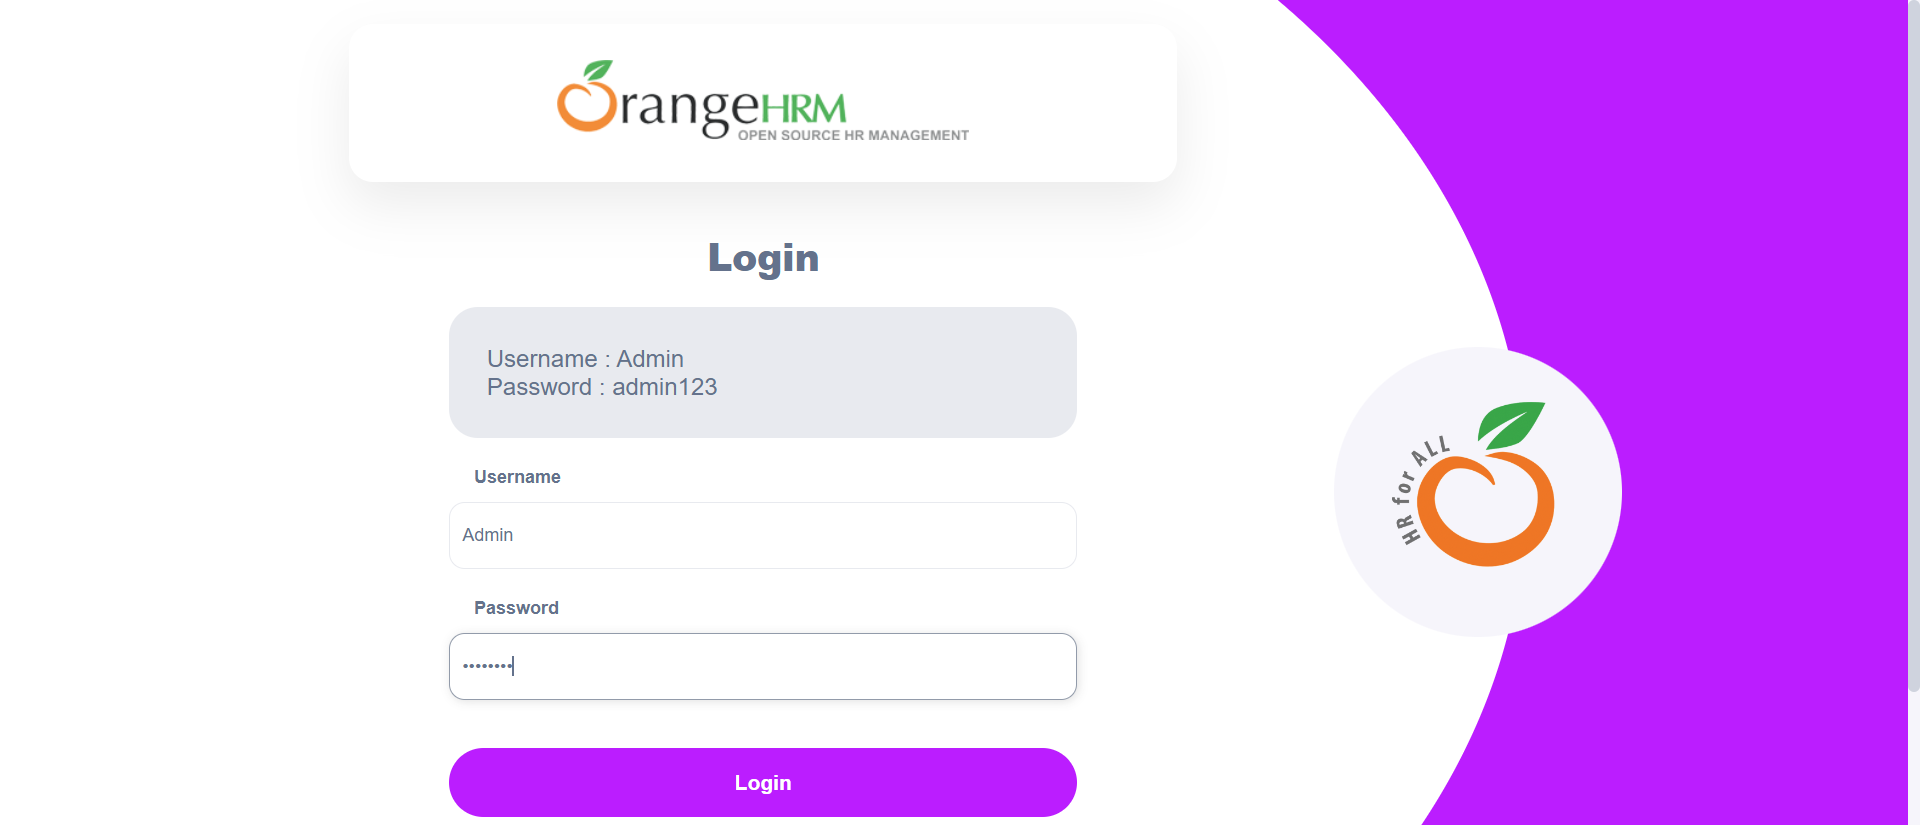 OrangeHRM
OPEN SOURCE HR MANAGEMENT
Login
Username : Admin
Password : admin123
Username
Admin
Password
••••••••
Login
HR for ALL